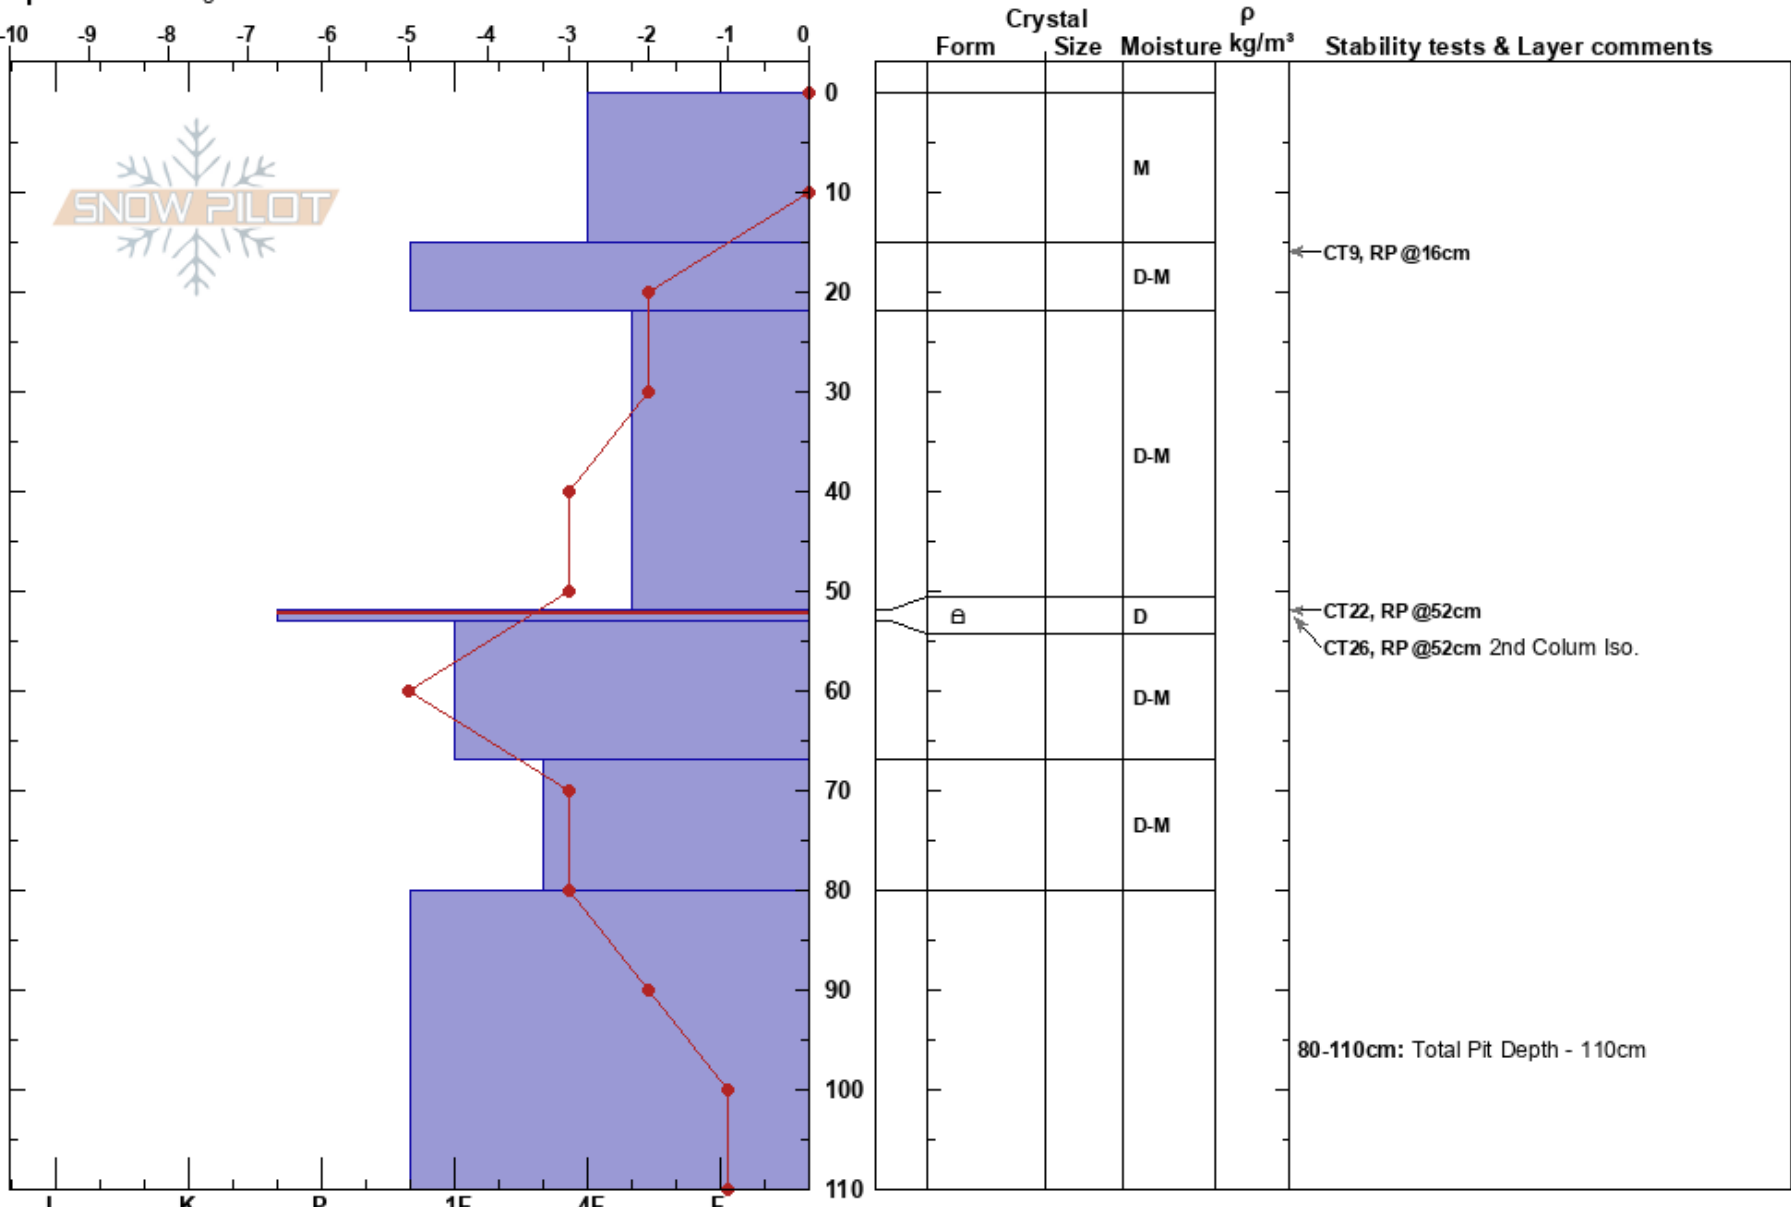 Crystal ρ
-10 -9 -8 -7 -6 -5 -4 -3 -2 -1 0
Form Size Moisture kg/m³ Stability tests & Layer comments
0
SNOW PILOT
M
10
CT9, RP @16cm
D-M
20
30
D-M
40
50
CT22, RP @52cm
D
CT26, RP @52cm 2nd Colum Iso.
60
D-M
70
D-M
80
90
80-110cm: Total Pit Depth - 110cm
100
110
I K P 1F 4F F